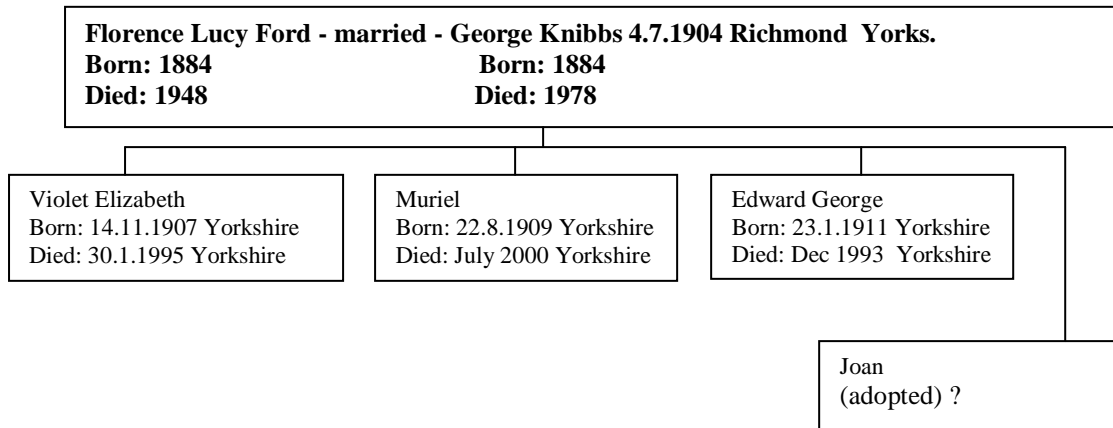 Florence Lucy Ford - married - George Knibbs 4.7.1904 Richmond Yorks.
Born: 1884 Born: 1884
Died: 1948 Died: 1978
Violet Elizabeth
Born: 14.11.1907 Yorkshire
Died: 30.1.1995 Yorkshire
Muriel
Born: 22.8.1909 Yorkshire
Died: July 2000 Yorkshire
Edward George
Born: 23.1.1911 Yorkshire
Died: Dec 1993 Yorkshire
Joan
(adopted) ?